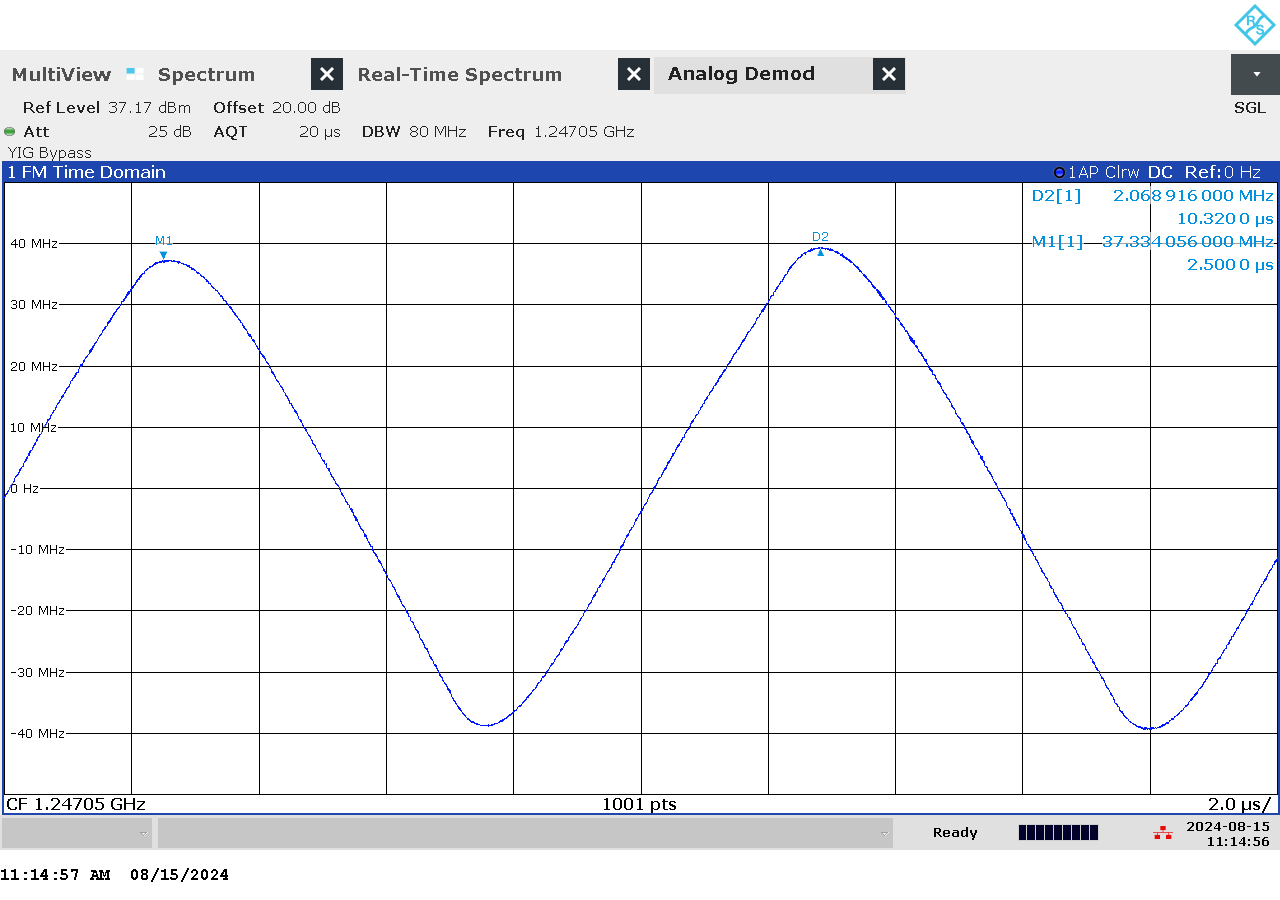 R&S
MultiView Spectrum Real-Time Spectrum Analog Demod
Ref Level 37.17 dBm Offset 20.00 dB SGL
Att 25 dB AQT 20 µs DBW 80 MHz Freq 1.24705 GHz
YIG Bypass
1 FM Time Domain 1AP Clrw DC Ref:0 Hz
D2[1] 2.068 916 000 MHz
10.320 0 µs
M1[1] 37.334 056 000 MHz
2.500 0 µs
M1 D2
40 MHz
30 MHz
20 MHz
10 MHz
0 Hz
-10 MHz
-20 MHz
-30 MHz
-40 MHz
CF 1.24705 GHz 1001 pts 2.0 µs/
Ready 2024-08-15
11:14:56
11:14:57 AM 08/15/2024